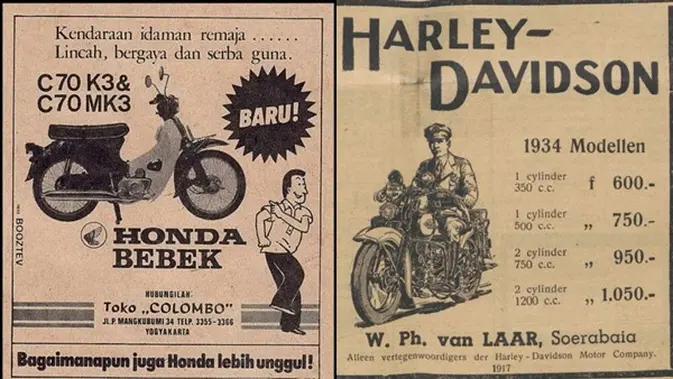 Kendaraan idaman remaja ......
Lincah, bergaya dan serba guna.
C70 K3 &
C70 MK3
BARU!
BOOZTEV
HONDA
BEBEK
HUBUNGILAH:
Toko „COLOMBO"
JL.P. MANGKUBUMI 34 TELP. 3355-3366
YOGYAKARTA
Bagaimanapun juga Honda lebih unggul!
HARLEY-
DAVIDSON
1934 Modellen
1 cylinder
350 c.c. f 600.-
1 cylinder
500 c.c. „ 750.-
2 cylinder
750 c.c. „ 950.-
2 cylinder
1200 c.c. „ 1.050.-
W. Ph. van LAAR, Soerabaia
Alleen vertegenwoordigers der Harley-Davidson Motor Company.
1917